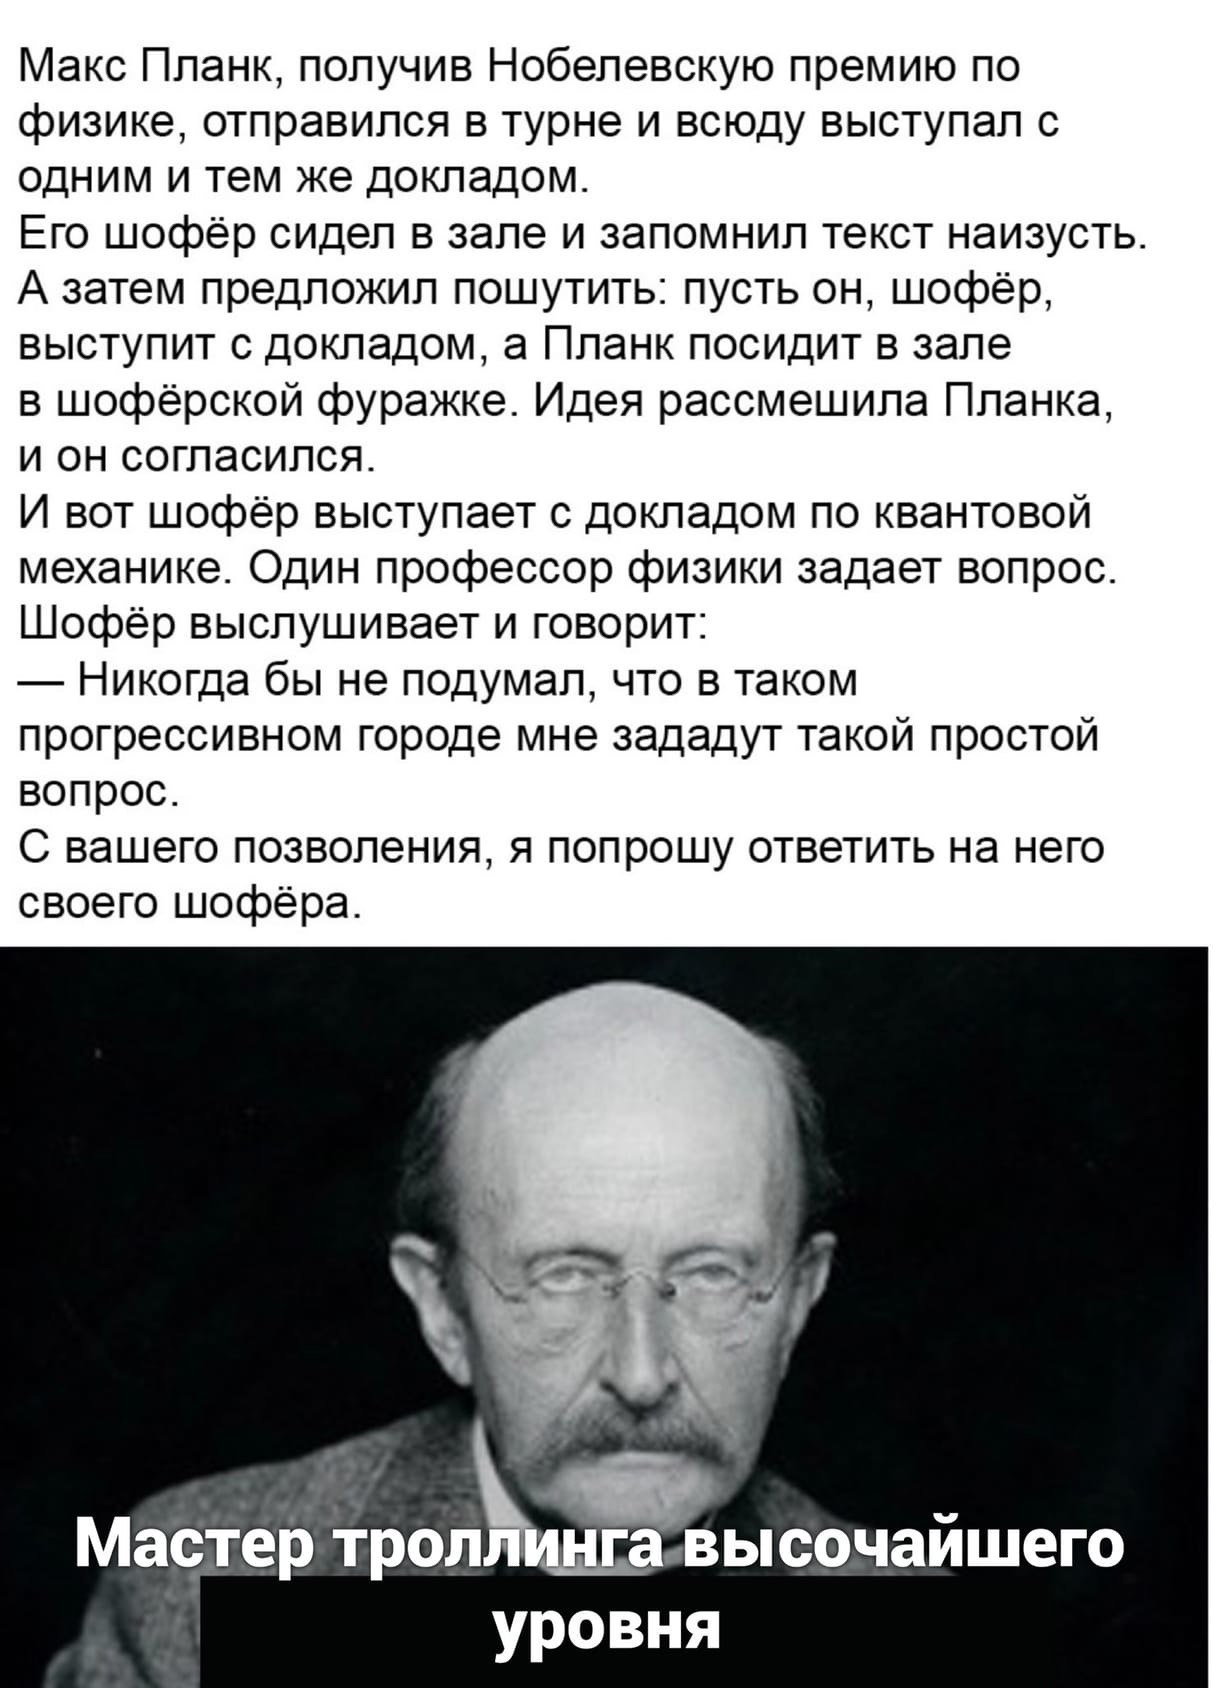 Макс Планк, получив Нобелевскую премию по
физике, отправился в турне и всюду выступал с
одним и тем же докладом.
Его шофёр сидел в зале и запомнил текст наизусть.
А затем предложил пошутить: пусть он, шофёр,
выступит с докладом, а Планк посидит в зале
в шофёрской фуражке. Идея рассмешила Планка,
и он согласился.
И вот шофёр выступает с докладом по квантовой
механике. Один профессор физики задает вопрос.
Шофёр выслушивает и говорит:
— Никогда бы не подумал, что в таком
прогрессивном городе мне зададут такой простой
вопрос.
С вашего позволения, я попрошу ответить на него
своего шофёра.
Мастер троллинга высочайшего
уровня